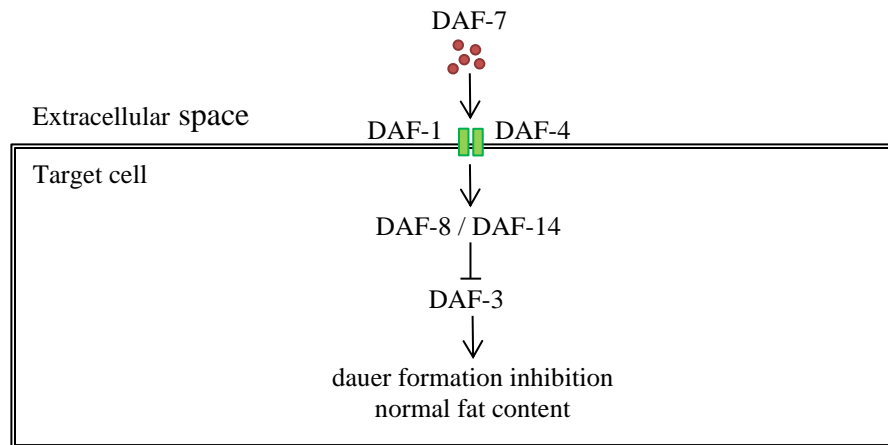 DAF-7
Extracellular space
DAF-1 DAF-4
Target cell
DAF-8 / DAF-14
DAF-3
dauer formation inhibition
normal fat content